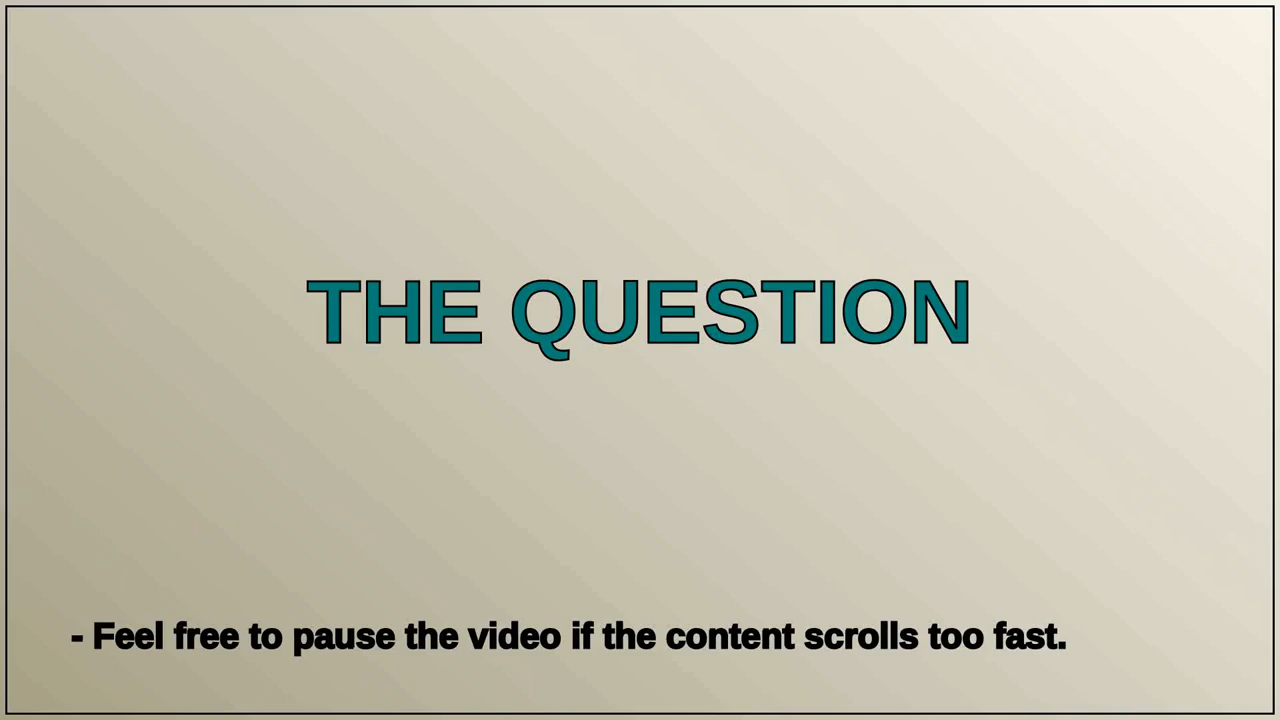 THE QUESTION
- Feel free to pause the video if the content scrolls too fast.